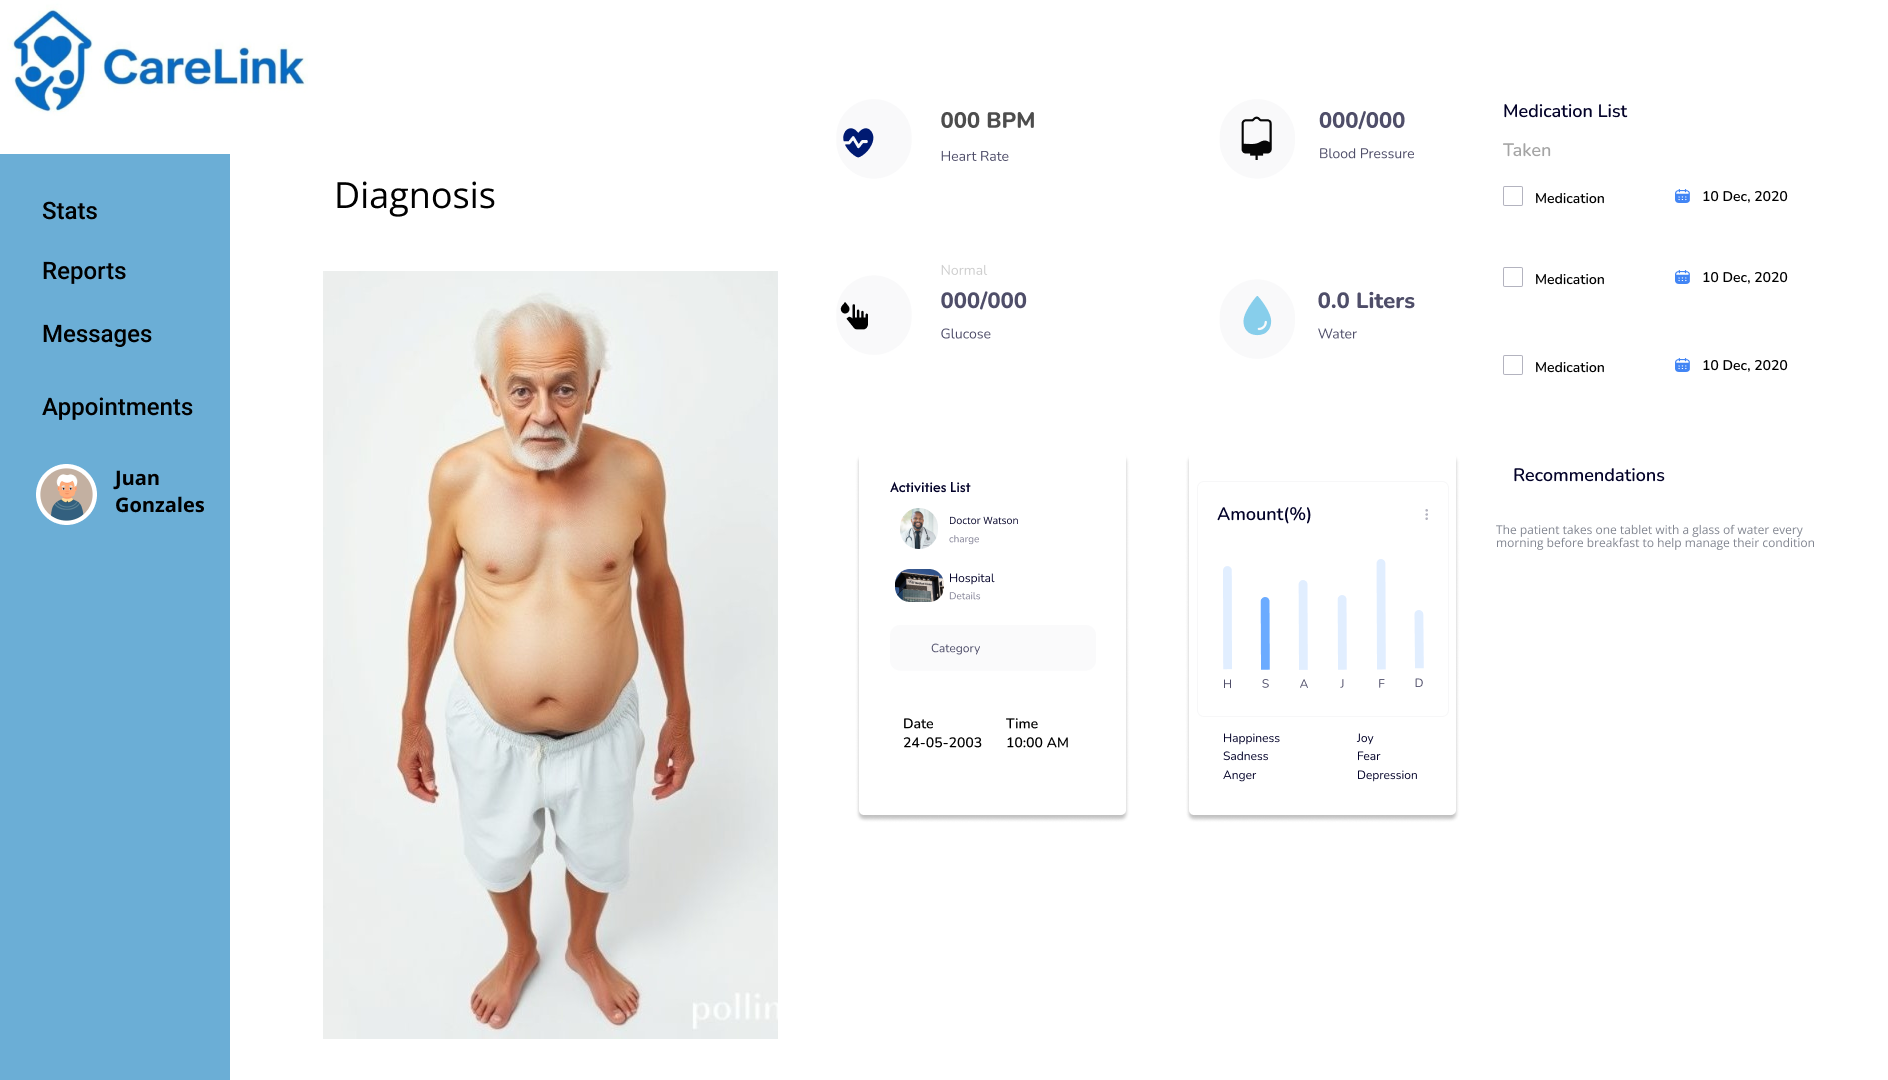 CareLink
Stats
Reports
Messages
Appointments
Juan
Gonzales
Diagnosis
pollin
000 BPM
Heart Rate
000/000
Blood Pressure
Normal
000/000
Glucose
0.0 Liters
Water
Medication List
Taken
Medication 10 Dec, 2020
Medication 10 Dec, 2020
Medication 10 Dec, 2020
Activities List
Doctor Watson
charge
Hospital
Details
Category
Date Time
24-05-2003 10:00 AM
Amount(%)
H S A J F D
Happiness Joy
Sadness Fear
Anger Depression
Recommendations
The patient takes one tablet with a glass of water every
morning before breakfast to help manage their condition